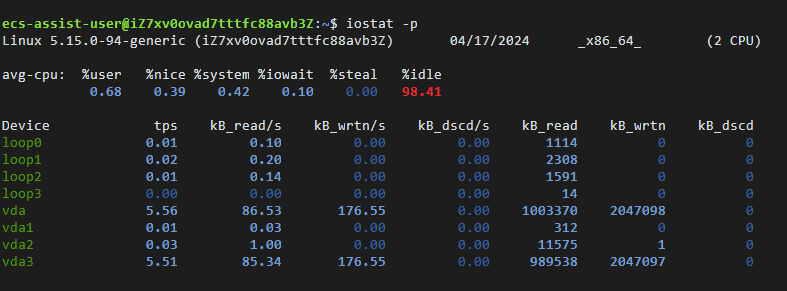 ecs-assist-user@iZ7xv0ovad7tttfc88avb3Z:~$ iostat -p
Linux 5.15.0-94-generic (iZ7xv0ovad7tttfc88avb3Z) 04/17/2024 _x86_64_ (2 CPU)
avg-cpu: %user %nice %system %iowait %steal %idle
0.68 0.39 0.42 0.10 0.00 98.41
Device tps kB_read/s kB_wrtn/s kB_dscd/s kB_read kB_wrtn kB_dscd
loop0 0.01 0.10 0.00 0.00 1114 0 0
loop1 0.02 0.20 0.00 0.00 2308 0 0
loop2 0.01 0.14 0.00 0.00 1591 0 0
loop3 0.00 0.00 0.00 0.00 14 0 0
vda 5.56 86.53 176.55 0.00 1003370 2047098 0
vda1 0.01 0.03 0.00 0.00 312 0 0
vda2 0.03 1.00 0.00 0.00 11575 1 0
vda3 5.51 85.34 176.55 0.00 989538 2047097 0